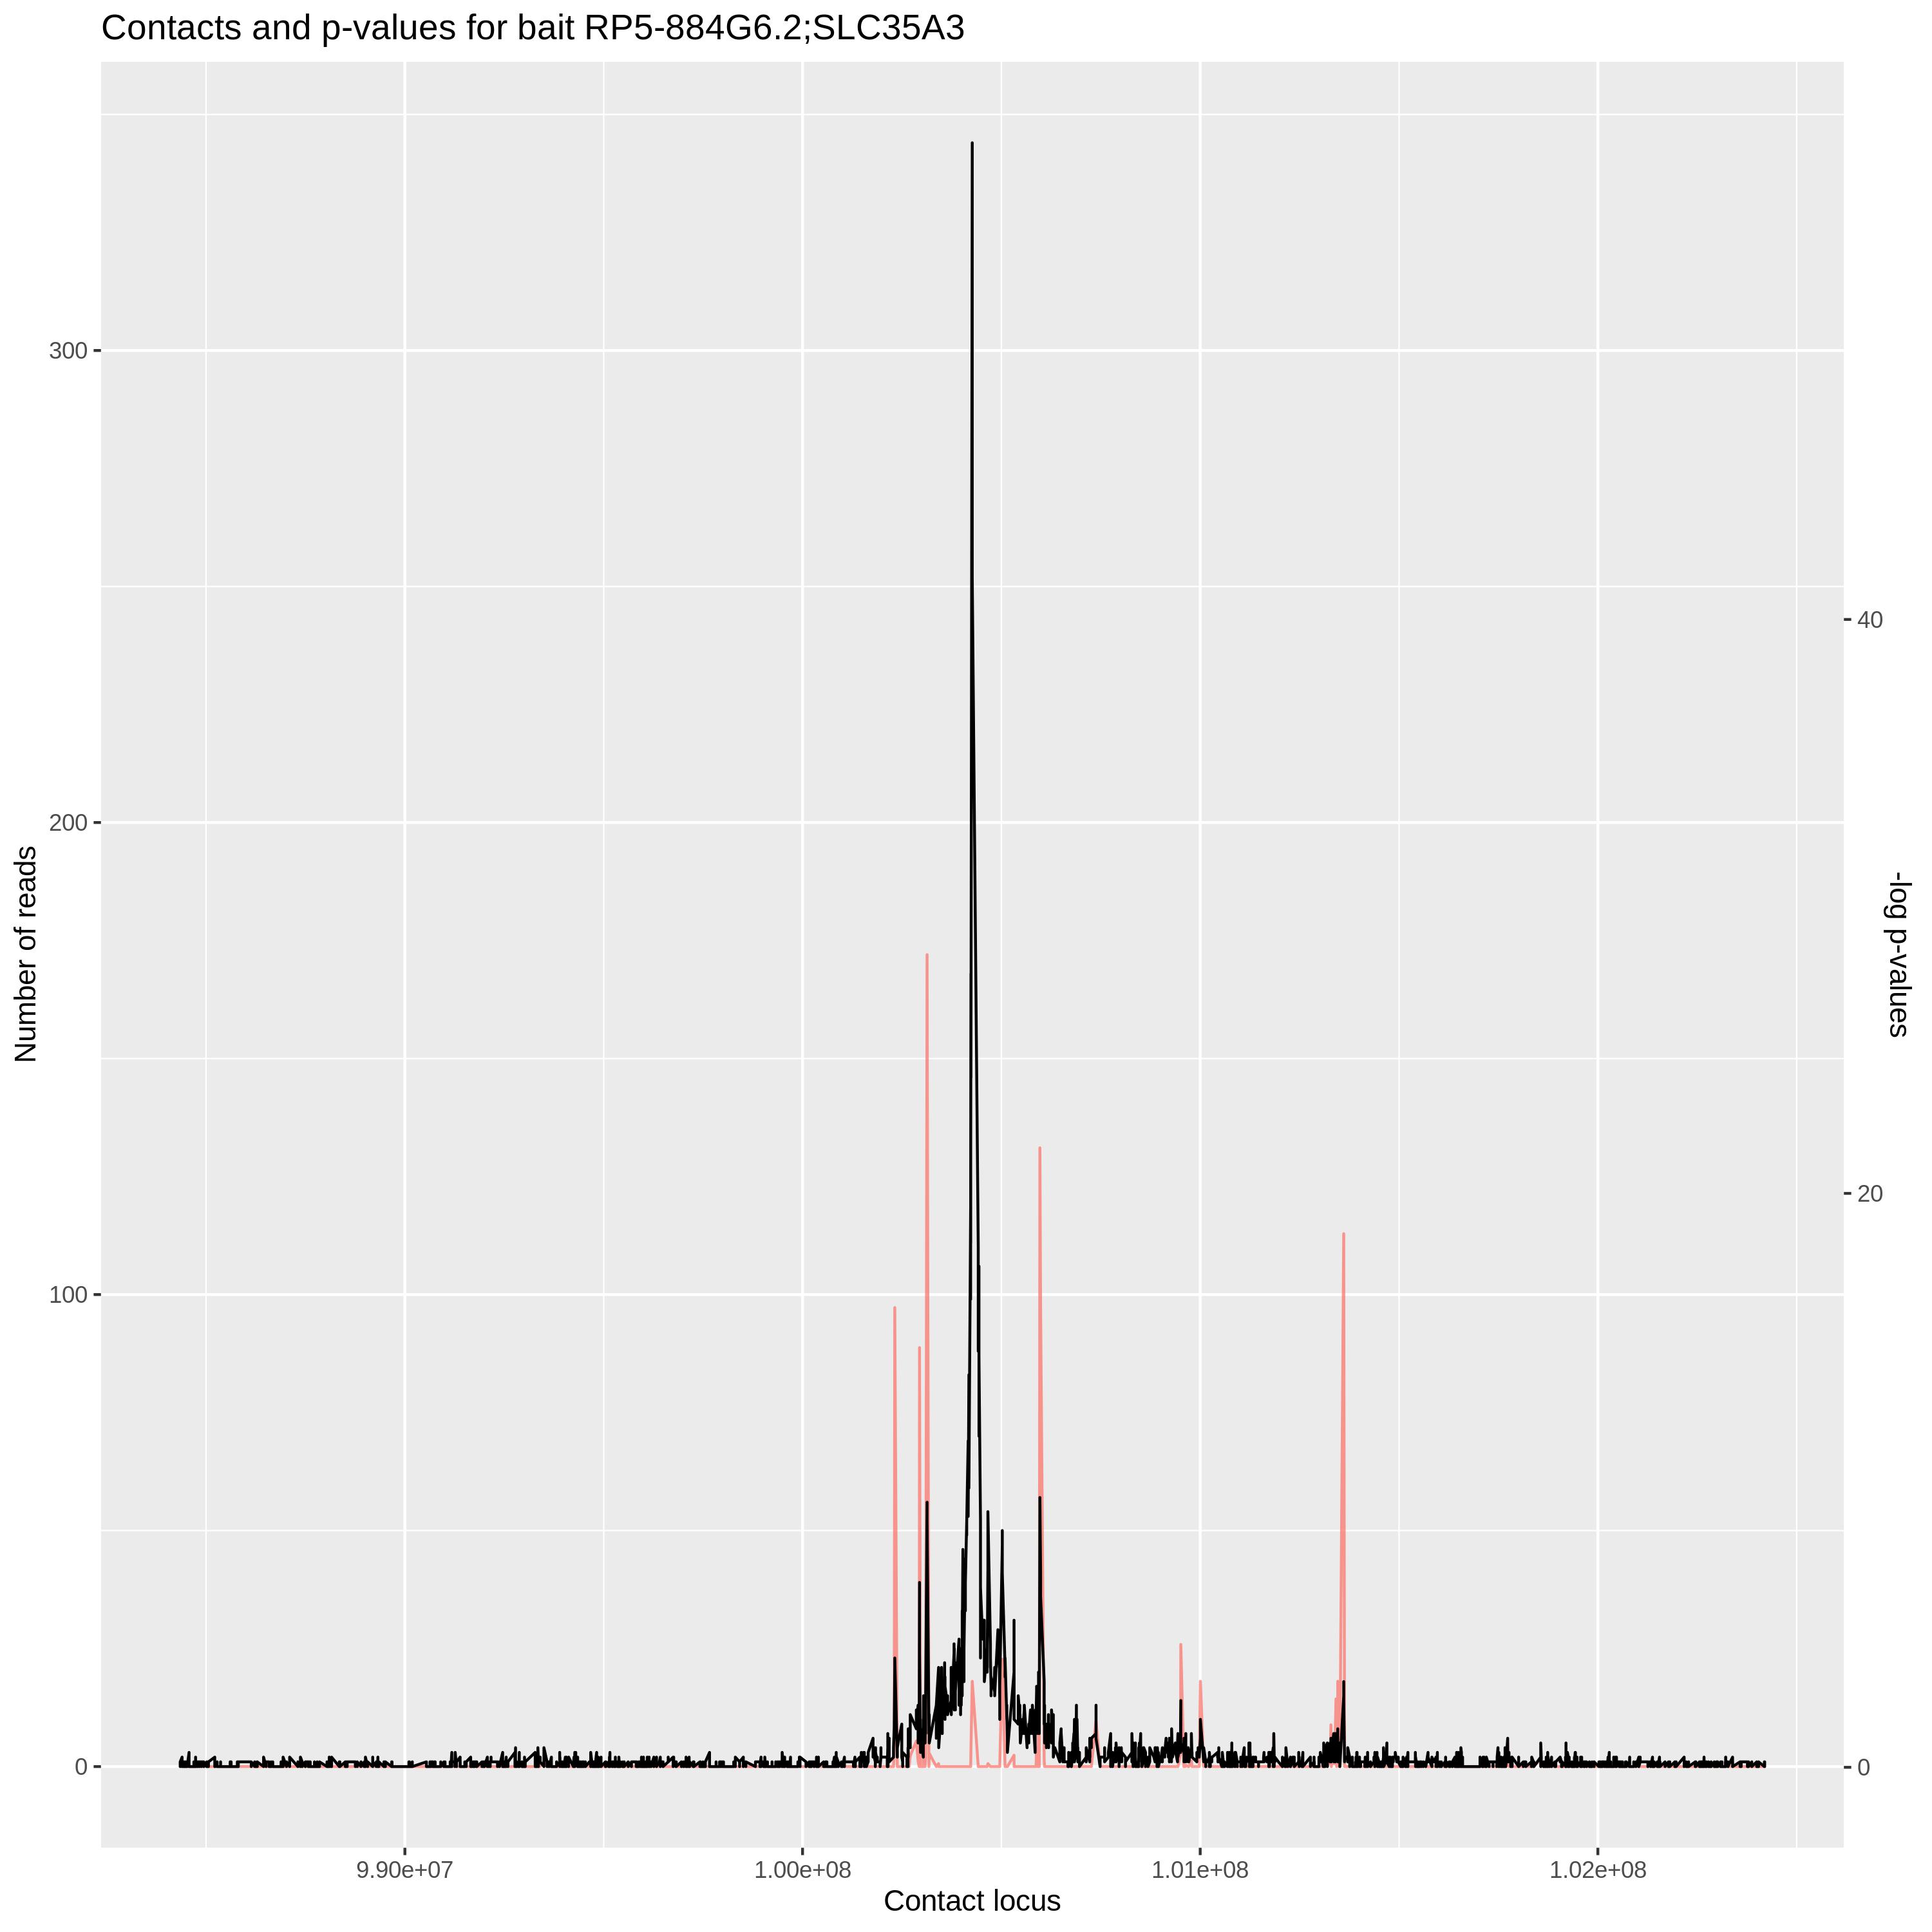 Contacts and p-values for bait RP5-884G6.2;SLC35A3
300
200
100
0
Number of reads
40
20
0
-log p-values
9.90e+07
1.00e+08
1.01e+08
1.02e+08
Contact locus